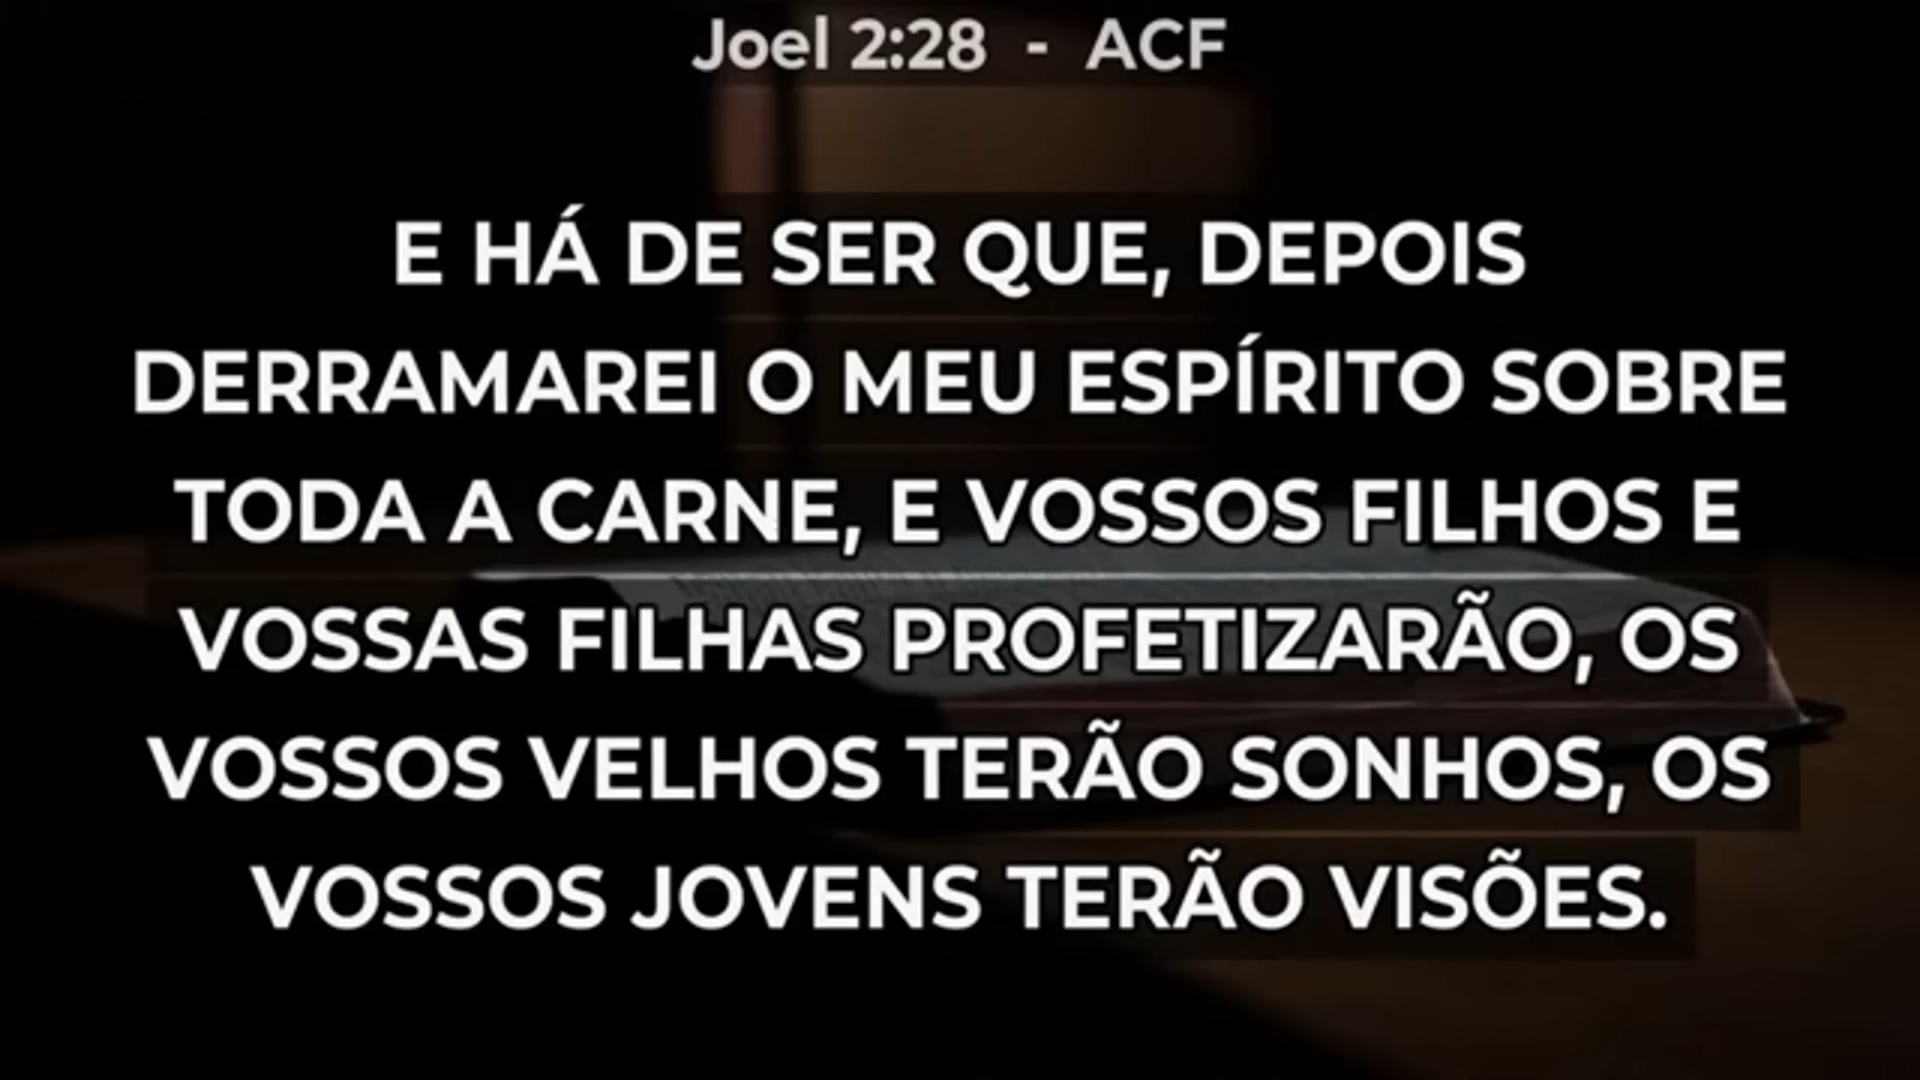 Joel 2:28 - ACF
E HÁ DE SER QUE, DEPOIS
DERRAMAREI O MEU ESPÍRITO SOBRE
TODA A CARNE, E VOSSOS FILHOS E
VOSSAS FILHAS PROFETIZARÃO, OS
VOSSOS VELHOS TERÃO SONHOS, OS
VOSSOS JOVENS TERÃO VISÕES.